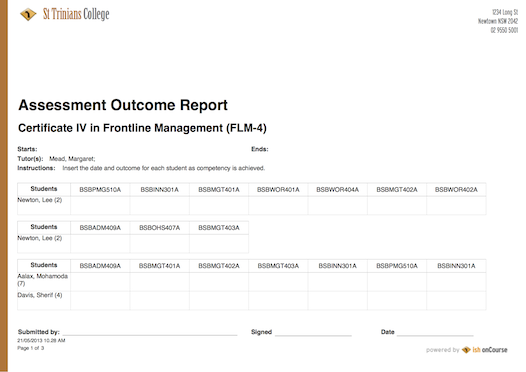 St Trinians College
1234 Long St
Newtown NSW 2042
02 9550 5001
Assessment Outcome Report
Certificate IV in Frontline Management (FLM-4)
Starts: Ends:
Tutor(s): Mead, Margaret;
Instructions: Insert the date and outcome for each student as competency is achieved.
Students BSBPMG510A BSBINN301A BSBMGT401A BSBWOR401A BSBWOR404A BSBMGT402A BSBWOR402A
Newton, Lee (2)
Students BSBADM409A BSBOHS407A BSBMGT403A
Newton, Lee (2)
Students BSBADM409A BSBMGT401A BSBMGT402A BSBMGT403A BSBINN301A BSBPMG510A BSBINN301A
Aalax, Mohamoda
(7)
Davis, Sherif (4)
Submitted by: Signed Date
21/05/2013 10.28 AM
Page 1 of 3
powered by ish onCourse